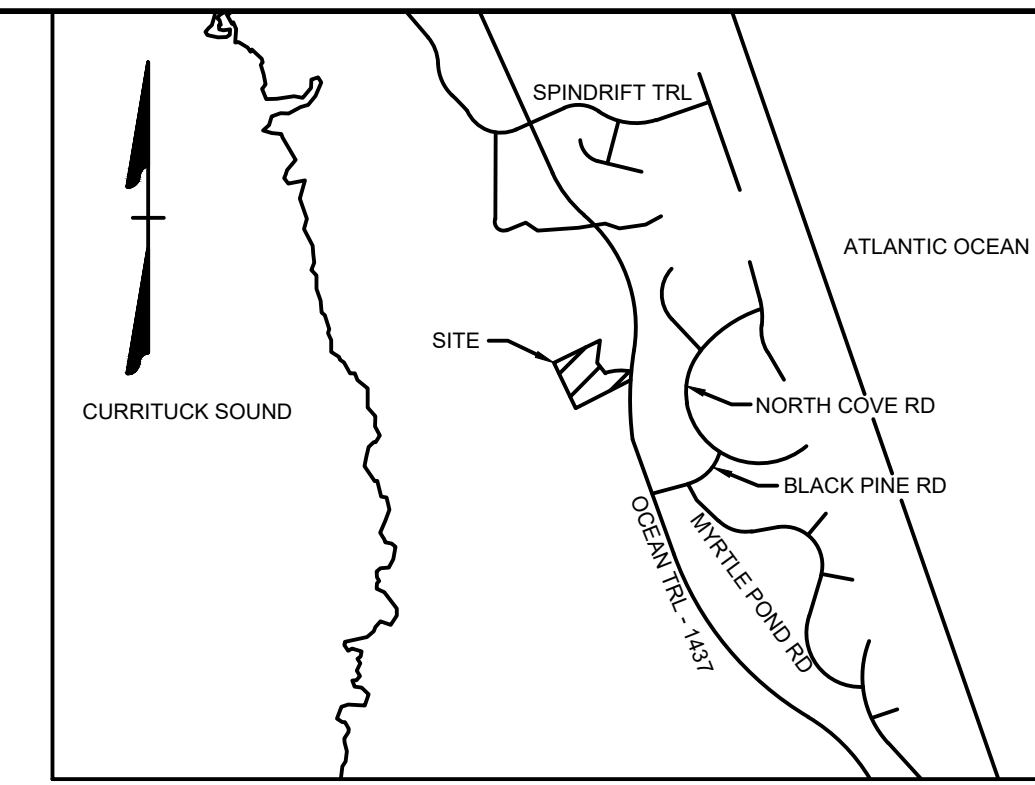 SPINDRIFT TRL
ATLANTIC OCEAN
SITE
CURRITUCK SOUND
NORTH COVE RD
BLACK PINE RD
OCEAN TRL - 1437
MYRTLE POND RD